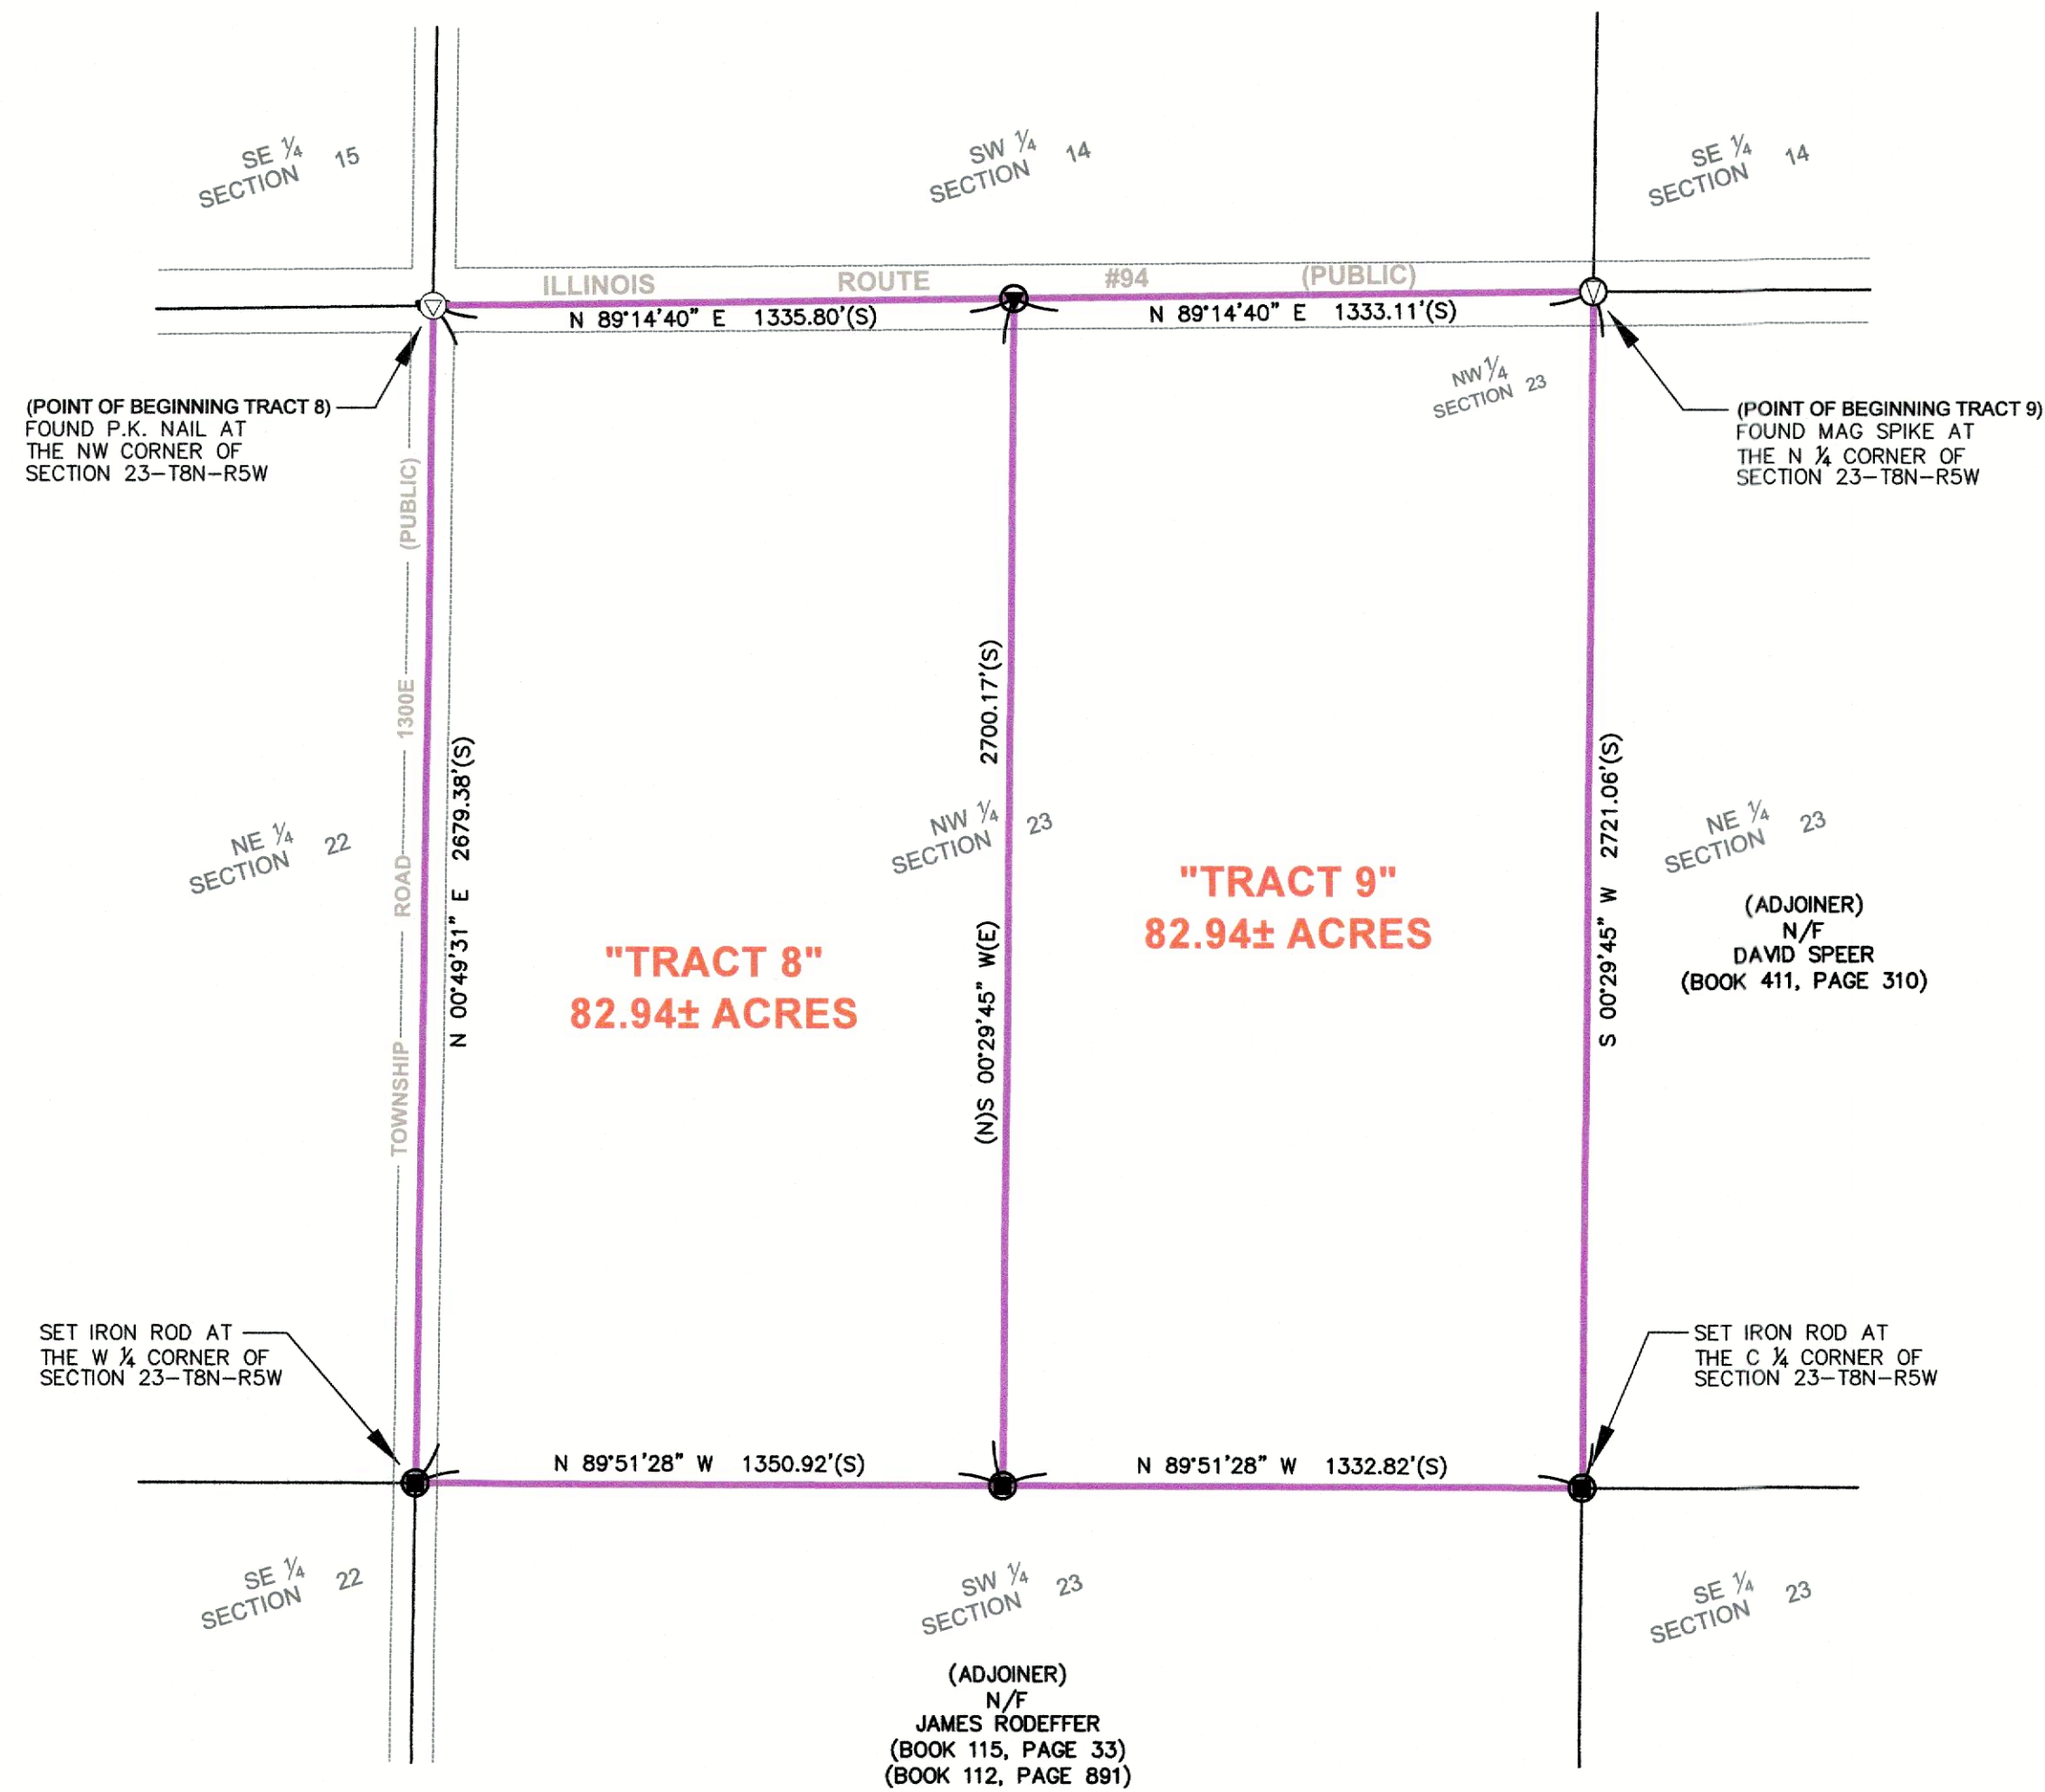 SE ¼
SECTION 15
SW ¼
SECTION 14
SE ¼
SECTION 14
ILLINOIS ROUTE #94 (PUBLIC)
N 89°14'40" E 1335.80'(S)
N 89°14'40" E 1333.11'(S)
NW ¼
SECTION 23
(POINT OF BEGINNING TRACT 8)
FOUND P.K. NAIL AT
THE NW CORNER OF
SECTION 23-T8N-R5W
(POINT OF BEGINNING TRACT 9)
FOUND MAG SPIKE AT
THE N ¼ CORNER OF
SECTION 23-T8N-R5W
TOWNSHIP ROAD 1300E (PUBLIC)
N 00°49'31" E 2679.38'(S)
(N)S 00°29'45" W(E) 2700.17'(S)
S 00°29'45" W 2721.06'(S)
NE ¼
SECTION 22
NW ¼
SECTION 23
NE ¼
SECTION 23
"TRACT 8"
82.94± ACRES
"TRACT 9"
82.94± ACRES
(ADJOINER)
N/F
DAVID SPEER
(BOOK 411, PAGE 310)
SET IRON ROD AT
THE W ¼ CORNER OF
SECTION 23-T8N-R5W
SET IRON ROD AT
THE C ¼ CORNER OF
SECTION 23-T8N-R5W
N 89°51'28" W 1350.92'(S)
N 89°51'28" W 1332.82'(S)
SE ¼
SECTION 22
SW ¼
SECTION 23
SE ¼
SECTION 23
(ADJOINER)
N/F
JAMES RODEFFER
(BOOK 115, PAGE 33)
(BOOK 112, PAGE 891)